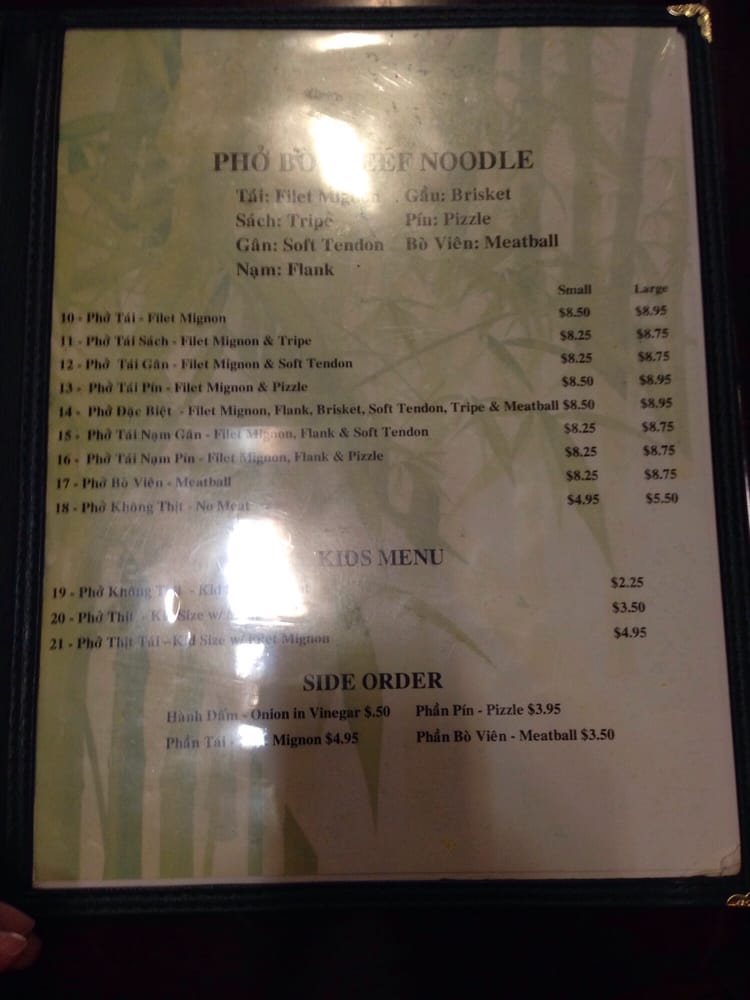 PHỞ BÒ BEEF NOODLE
Tái: Filet Mignon Gầu: Brisket
Sách: Tripe Pín: Pizzle
Gân: Soft Tendon Bò Viên: Meatball
Nạm: Flank
Small Large
10 - Phở Tái - Filet Mignon $8.50 $8.95
11 - Phở Tái Sách - Filet Mignon & Tripe $8.25 $8.75
12 - Phở Tái Gân - Filet Mignon & Soft Tendon $8.25 $8.75
13 - Phở Tái Pín - Filet Mignon & Pizzle $8.50 $8.95
14 - Phở Đặc Biệt - Filet Mignon, Flank, Brisket, Soft Tendon, Tripe & Meatball $8.50 $8.95
15 - Phở Tái Nạm Gân - Filet Mignon, Flank & Soft Tendon $8.25 $8.75
16 - Phở Tái Nạm Pín - Filet Mignon, Flank & Pizzle $8.25 $8.75
17 - Phở Bò Viên - Meatball $8.25 $8.75
18 - Phở Không Thịt - No Meat $4.95 $5.50
KIDS MENU
19 - Phở Không Thịt - Kid $2.25
20 - Phở Thịt - Kid Size w/ $3.50
21 - Phở Thịt Tái - Kid Size w/ Filet Mignon $4.95
SIDE ORDER
Hành Dấm - Onion in Vinegar $.50 Phần Pín - Pizzle $3.95
Phần Tái - Filet Mignon $4.95 Phần Bò Viên - Meatball $3.50